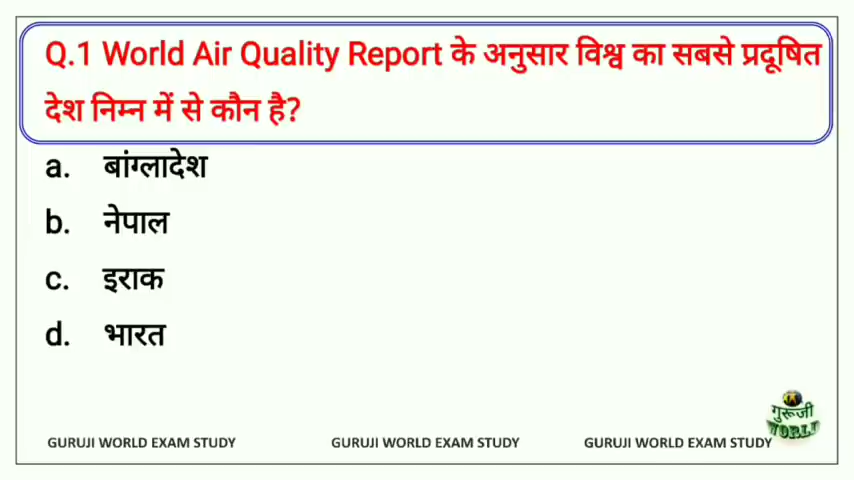 Q.1 World Air Quality Report के अनुसार विश्व का सबसे प्रदूषित
देश निम्न में से कौन है?
a. बांग्लादेश
b. नेपाल
c. इराक
d. भारत
गुरूजी
WORLD
GURUJI WORLD EXAM STUDY GURUJI WORLD EXAM STUDY GURUJI WORLD EXAM STUDY